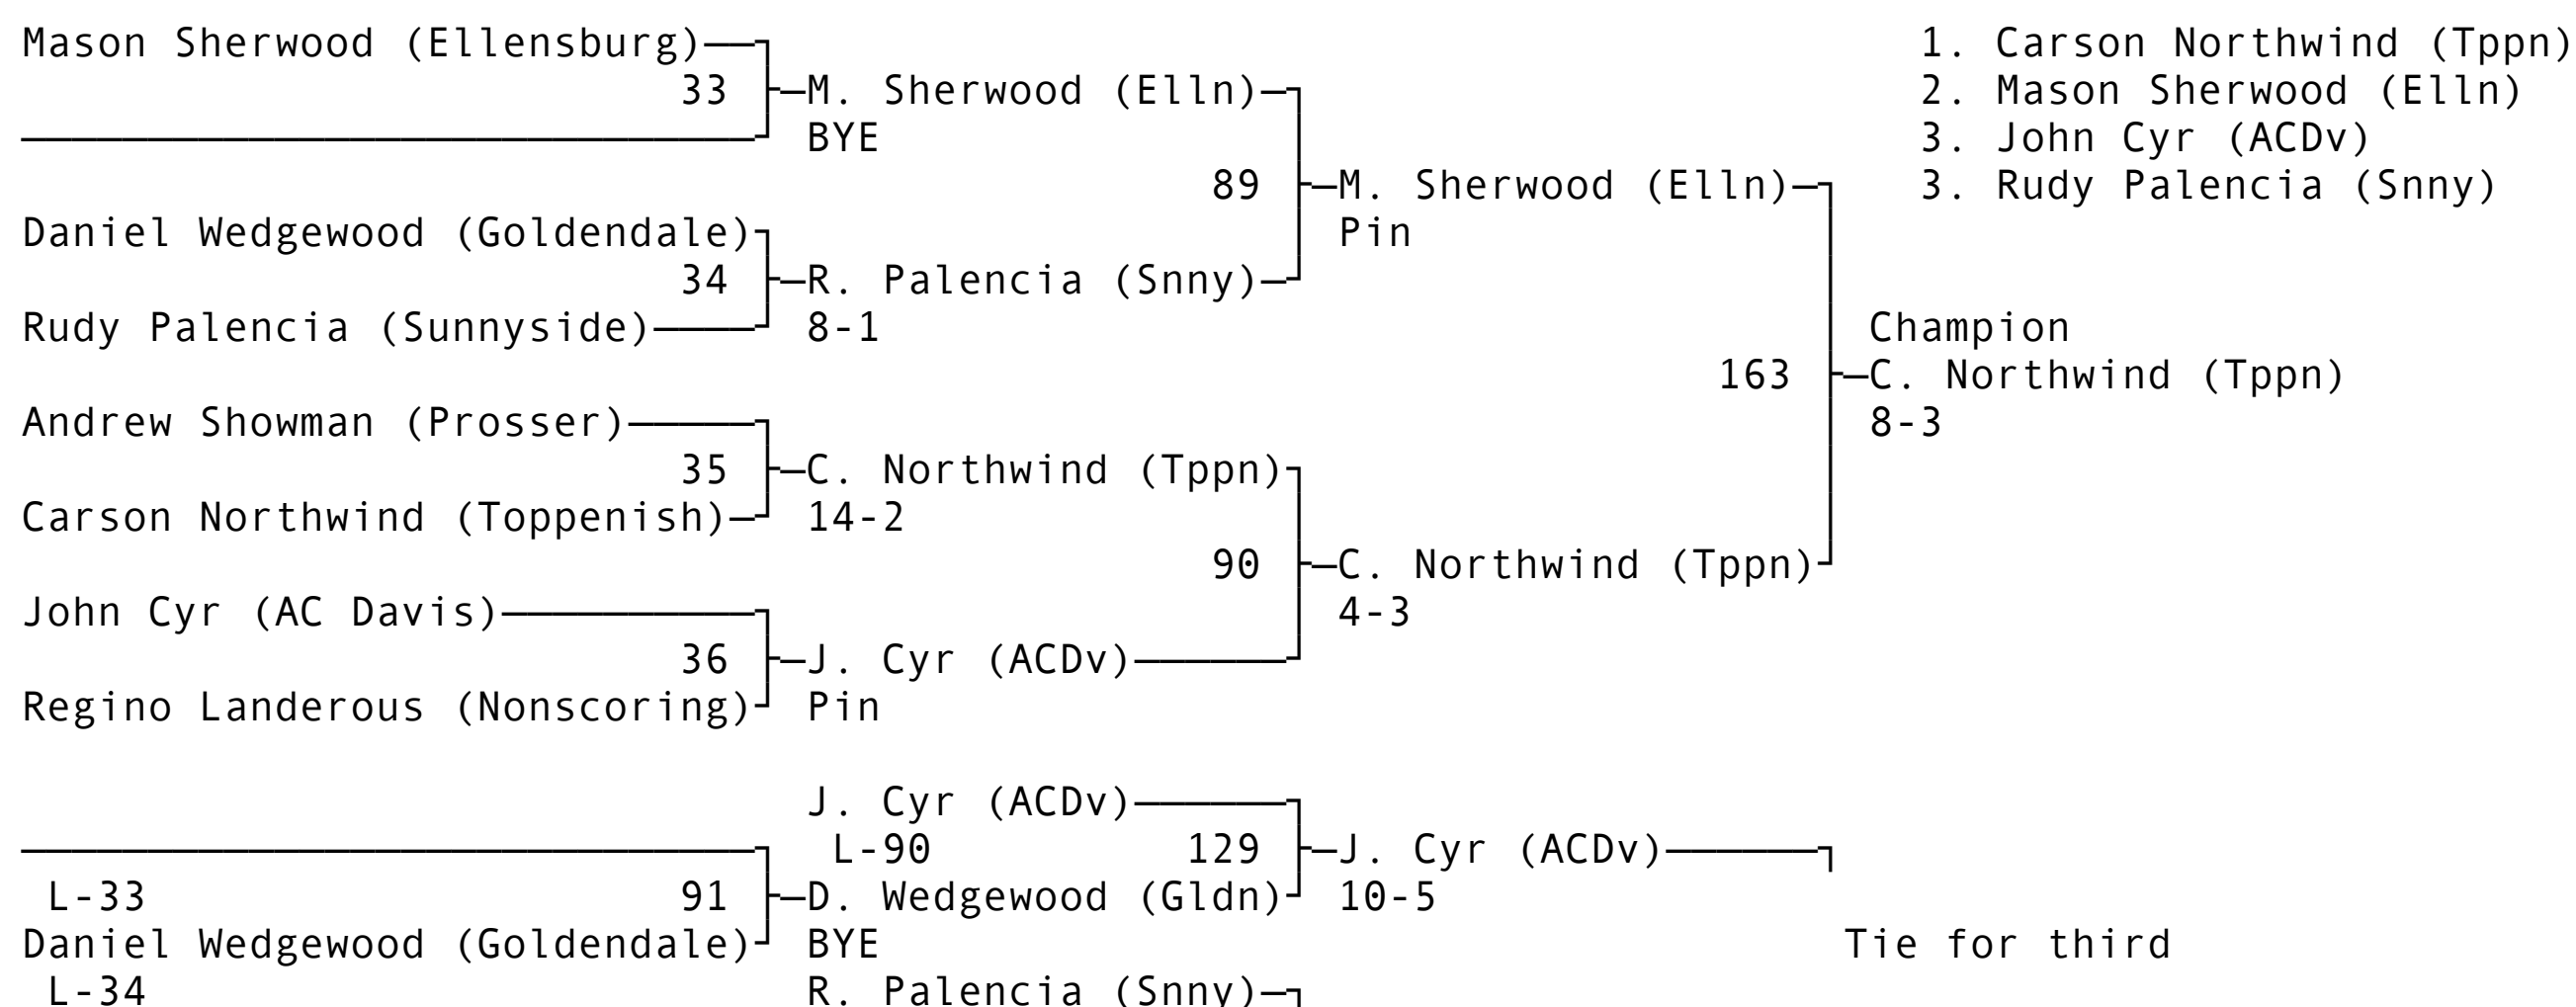 Mason Sherwood (Ellensburg) 1. Carson Northwind (Tppn)
33 M. Sherwood (Elln) 2. Mason Sherwood (Elln)
BYE 3. John Cyr (ACDv)
89 M. Sherwood (Elln) 3. Rudy Palencia (Snny)
Daniel Wedgewood (Goldendale) Pin
34 R. Palencia (Snny)
Rudy Palencia (Sunnyside) 8-1 Champion
163 C. Northwind (Tppn)
Andrew Showman (Prosser) 8-3
35 C. Northwind (Tppn)
Carson Northwind (Toppenish) 14-2
90 C. Northwind (Tppn)
John Cyr (AC Davis) 4-3
36 J. Cyr (ACDv)
Regino Landerous (Nonscoring) Pin
J. Cyr (ACDv)
L-90 129 J. Cyr (ACDv)
L-33 91 D. Wedgewood (Gldn) 10-5
Daniel Wedgewood (Goldendale) BYE Tie for third
L-34 R. Palencia (Snny)